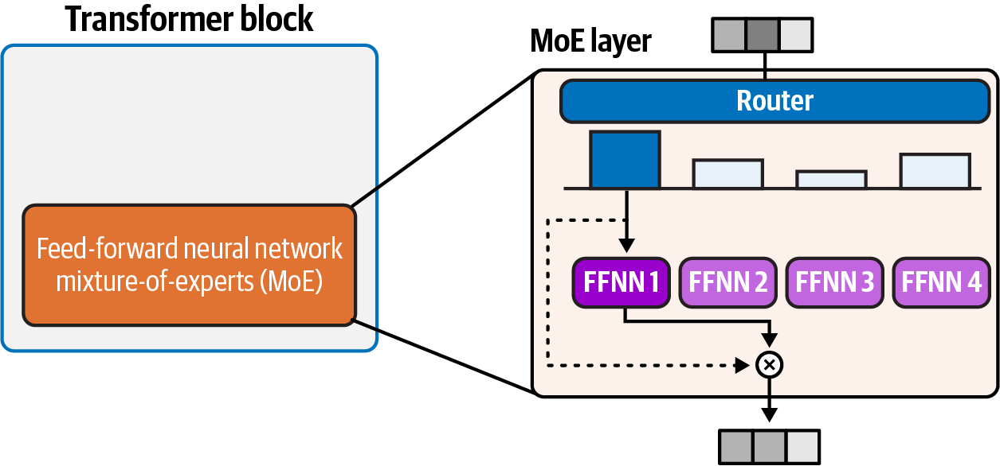 Transformer block
MoE layer
Router
Feed-forward neural network
mixture-of-experts (MoE)
FFNN 1
FFNN 2
FFNN 3
FFNN 4